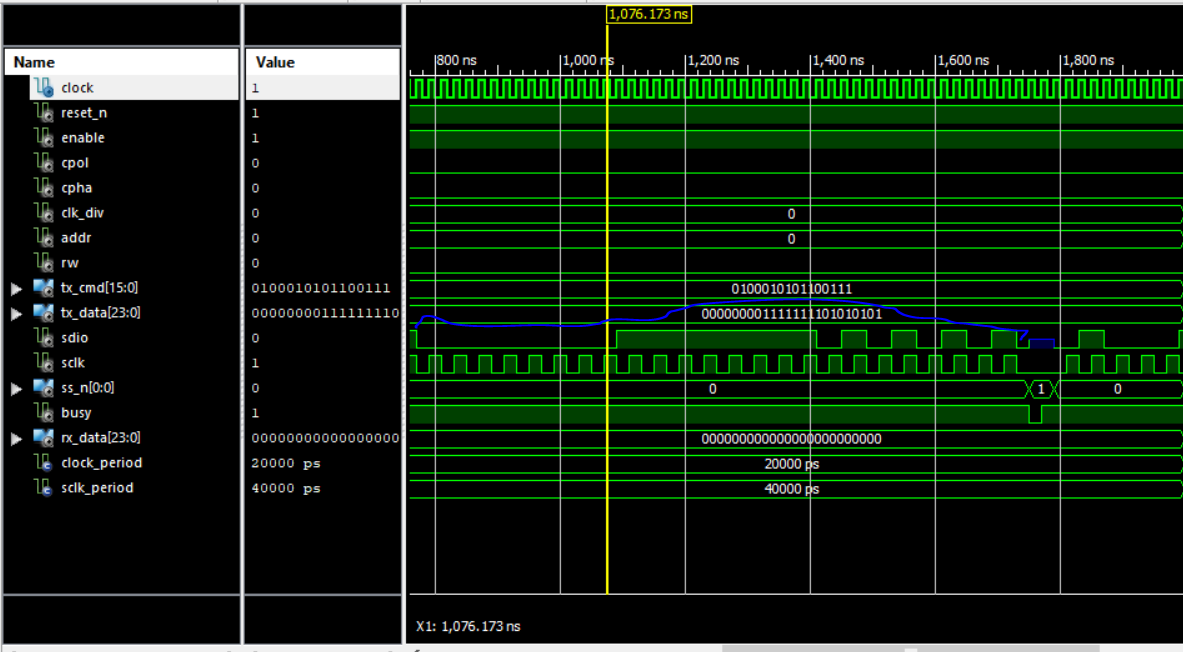 1,076.173 ns
Name Value
800 ns 1,000 ns 1,200 ns 1,400 ns 1,600 ns 1,800 ns
clock 1
reset_n 1
enable 1
cpol 0
cpha 0
clk_div 0 0
addr 0 0
rw 0
tx_cmd[15:0] 0100010101100111 0100010101100111
tx_data[23:0] 00000000111111110 000000001111111101010101
sdio 0
sclk 1
ss_n[0:0] 0 0 1 0
busy 1
rx_data[23:0] 00000000000000000 000000000000000000000000
clock_period 20000 ps 20000 ps
sclk_period 40000 ps 40000 ps
X1: 1,076.173 ns